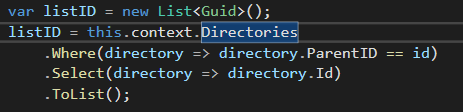 var listID = new List<Guid>();
listID = this.context.Directories
.Where(directory => directory.ParentID == id)
.Select(directory => directory.Id)
.ToList();